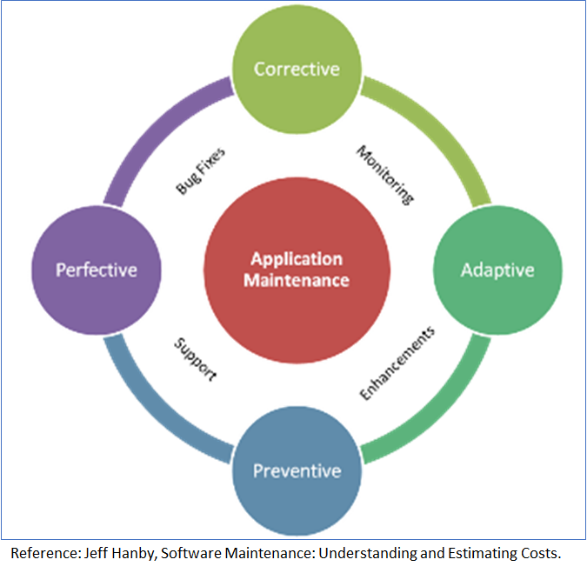 Corrective
Bug Fixes
Monitoring
Perfective
Application
Maintenance
Adaptive
Support
Enhancements
Preventive
Reference: Jeff Hanby, Software Maintenance: Understanding and Estimating Costs.